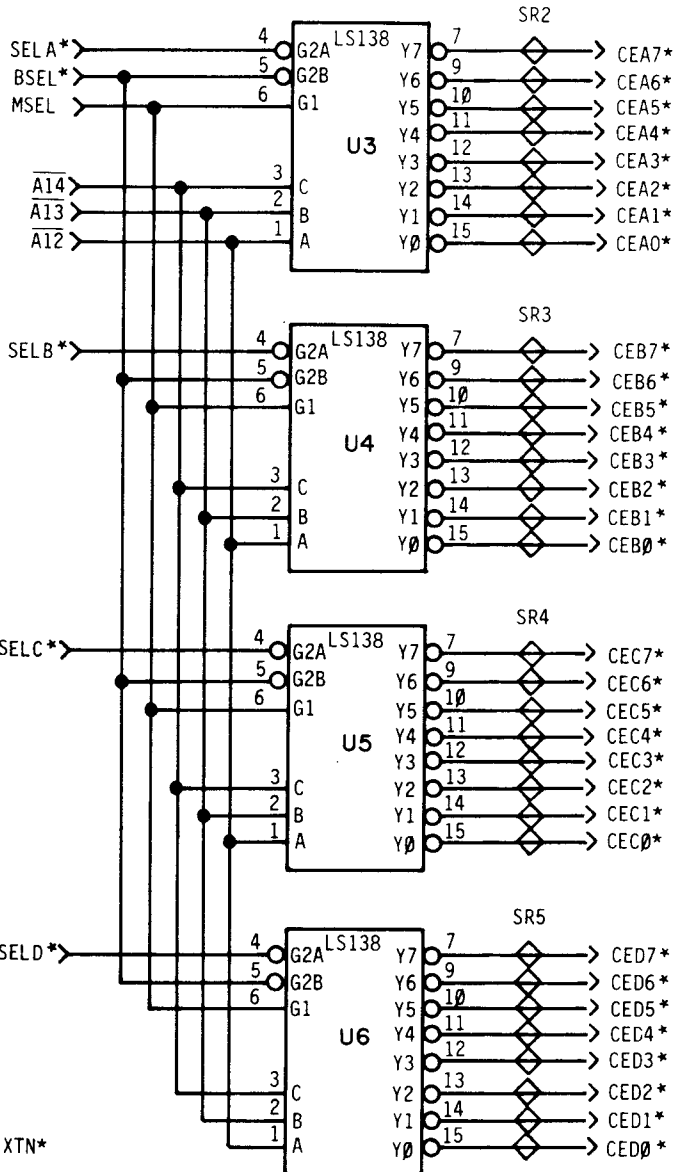 SR2
LS138
SELA* 4 G2A Y7 7 CEA7*
BSEL* 5 G2B Y6 9 CEA6*
MSEL 6 G1 Y5 1Ø CEA5*
Y4 11 CEA4*
U3
Y3 12 CEA3*
A̅1̅4̅ 3 C Y2 13 CEA2*
A̅1̅3̅ 2 B Y1 14 CEA1*
A̅1̅2̅ 1 A YØ 15 CEA0*
SR3
LS138
SELB* 4 G2A Y7 7 CEB7*
5 G2B Y6 9 CEB6*
6 G1 Y5 1Ø CEB5*
Y4 11 CEB4*
U4
Y3 12 CEB3*
3 C Y2 13 CEB2*
2 B Y1 14 CEB1*
1 A YØ 15 CEBØ*
SR4
LS138
SELC* 4 G2A Y7 7 CEC7*
5 G2B Y6 9 CEC6*
6 G1 Y5 1Ø CEC5*
Y4 11 CEC4*
U5
Y3 12 CEC3*
3 C Y2 13 CEC2*
2 B Y1 14 CEC1*
1 A YØ 15 CECØ*
SR5
LS138
SELD* 4 G2A Y7 7 CED7*
5 G2B Y6 9 CED6*
6 G1 Y5 1Ø CED5*
Y4 11 CED4*
U6
Y3 12 CED3*
3 C Y2 13 CED2*
2 B Y1 14 CED1*
1 A YØ 15 CEDØ*
XTN*